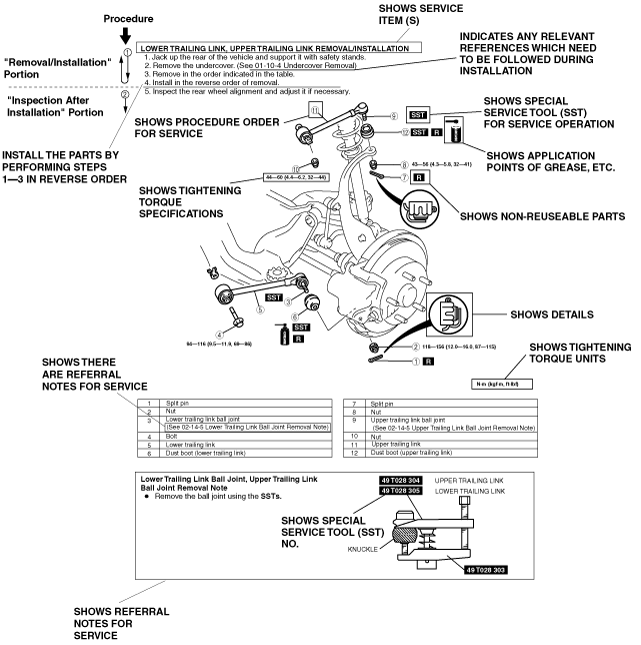 Procedure
SHOWS SERVICE
ITEM (S)
LOWER TRAILING LINK, UPPER TRAILING LINK REMOVAL/INSTALLATION
1. Jack up the rear of the vehicle and support it with safety stands.
2. Remove the undercover. (See 01-10-4 Undercover Removal)
3. Remove in the order indicated in the table.
4. Install in the reverse order of removal.
5. Inspect the rear wheel alignment and adjust it if necessary.
1
2
"Removal/Installation"
Portion
"Inspection After
Installation" Portion
INDICATES ANY RELEVANT
REFERENCES WHICH NEED
TO BE FOLLOWED DURING
INSTALLATION
INSTALL THE PARTS BY
PERFORMING STEPS
1—3 IN REVERSE ORDER
SHOWS PROCEDURE ORDER
FOR SERVICE
11
9
SST
12 SST R
SHOWS SPECIAL
SERVICE TOOL (SST)
FOR SERVICE OPERATION
SHOWS APPLICATION
POINTS OF GREASE, ETC.
10
44—60 (4.4—6.2, 32—44)
8 43—56 (4.3—5.8, 32—41)
7 R
SHOWS TIGHTENING
TORQUE
SPECIFICATIONS
SHOWS NON-REUSEABLE PARTS
SST
3
5
6
4
94—116 (9.5—11.9, 69—86)
SST
R
SHOWS DETAILS
2 118—156 (12.0—16.0, 87—115)
1 R
SHOWS TIGHTENING
TORQUE UNITS
N·m (kgf·m, ft·lbf)
SHOWS THERE
ARE REFERRAL
NOTES FOR SERVICE
1 Split pin
2 Nut
3 Lower trailing link ball joint
(See 02-14-5 Lower Trailing Link Ball Joint Removal Note)
4 Bolt
5 Lower trailing link
6 Dust boot (lower trailing link)
7 Split pin
8 Nut
9 Upper trailing link ball joint
(See 02-14-5 Upper Trailing Link Ball Joint Removal Note)
10 Nut
11 Upper trailing link
12 Dust boot (upper trailing link)
Lower Trailing Link Ball Joint, Upper Trailing Link
Ball Joint Removal Note
● Remove the ball joint using the SSTs.
49 T028 304 UPPER TRAILING LINK
49 T028 305 LOWER TRAILING LINK
SHOWS SPECIAL
SERVICE TOOL (SST)
NO.
KNUCKLE
49 T028 303
SHOWS REFERRAL
NOTES FOR
SERVICE